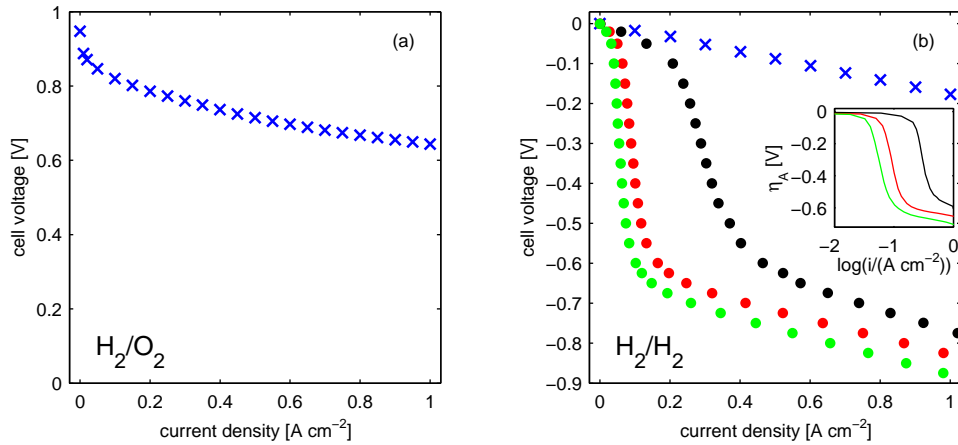 (a)
1
0.8
0.6
0.4
0.2
0
cell voltage [V]
H₂/O₂
0 0.2 0.4 0.6 0.8 1
current density [A cm⁻²]
(b)
−0
−0.1
−0.2
−0.3
−0.4
−0.5
−0.6
−0.7
−0.8
−0.9
cell voltage [V]
0
−0.2
−0.4
−0.6
η_A [V]
−2 −1 0
log(i/(A cm⁻²))
H₂/H₂
0 0.2 0.4 0.6 0.8 1
current density [A cm⁻²]